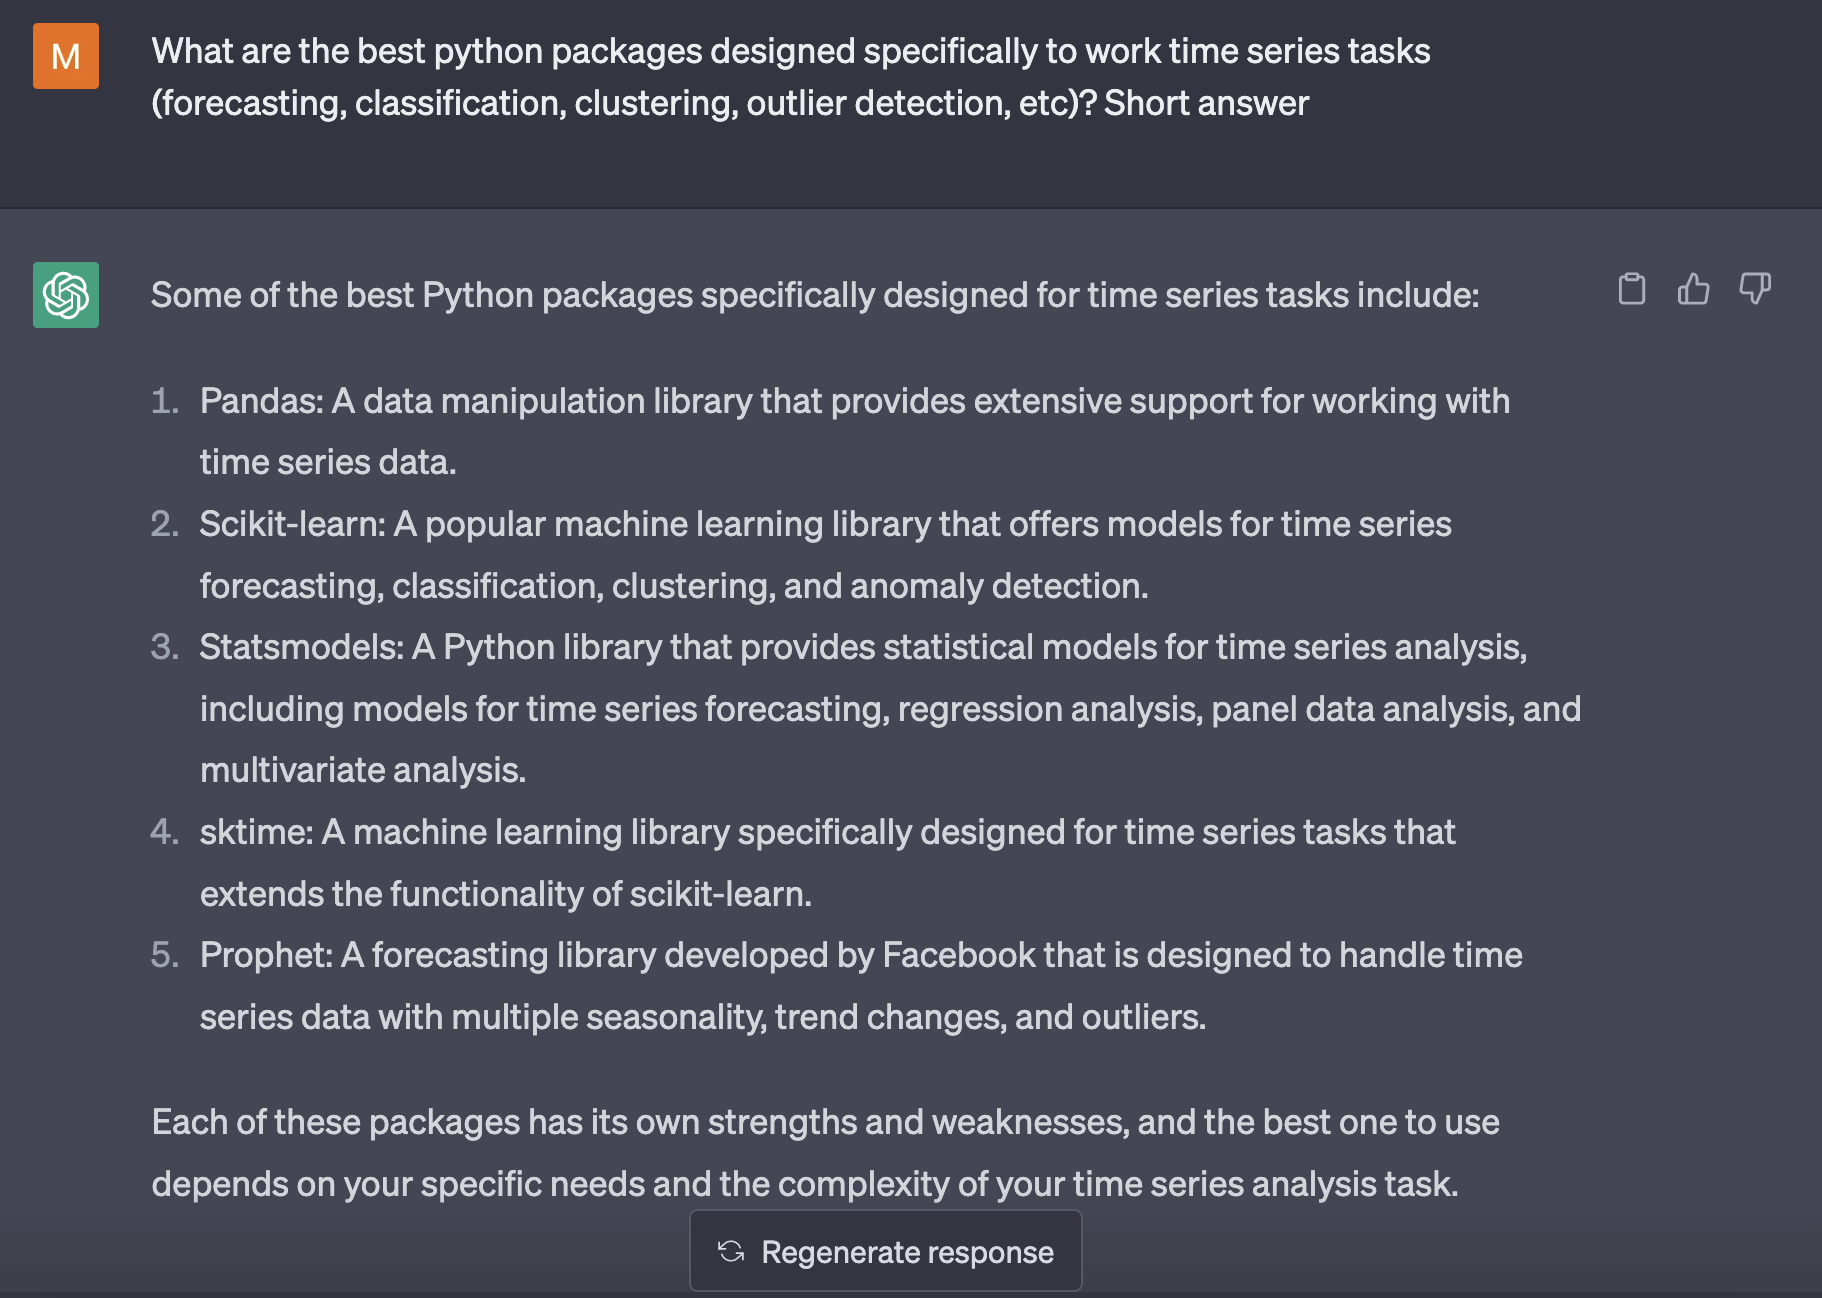 M
What are the best python packages designed specifically to work time series tasks
(forecasting, classification, clustering, outlier detection, etc)? Short answer
Some of the best Python packages specifically designed for time series tasks include:
1. Pandas: A data manipulation library that provides extensive support for working with
time series data.
2. Scikit-learn: A popular machine learning library that offers models for time series
forecasting, classification, clustering, and anomaly detection.
3. Statsmodels: A Python library that provides statistical models for time series analysis,
including models for time series forecasting, regression analysis, panel data analysis, and
multivariate analysis.
4. sktime: A machine learning library specifically designed for time series tasks that
extends the functionality of scikit-learn.
5. Prophet: A forecasting library developed by Facebook that is designed to handle time
series data with multiple seasonality, trend changes, and outliers.
Each of these packages has its own strengths and weaknesses, and the best one to use
depends on your specific needs and the complexity of your time series analysis task.
Regenerate response